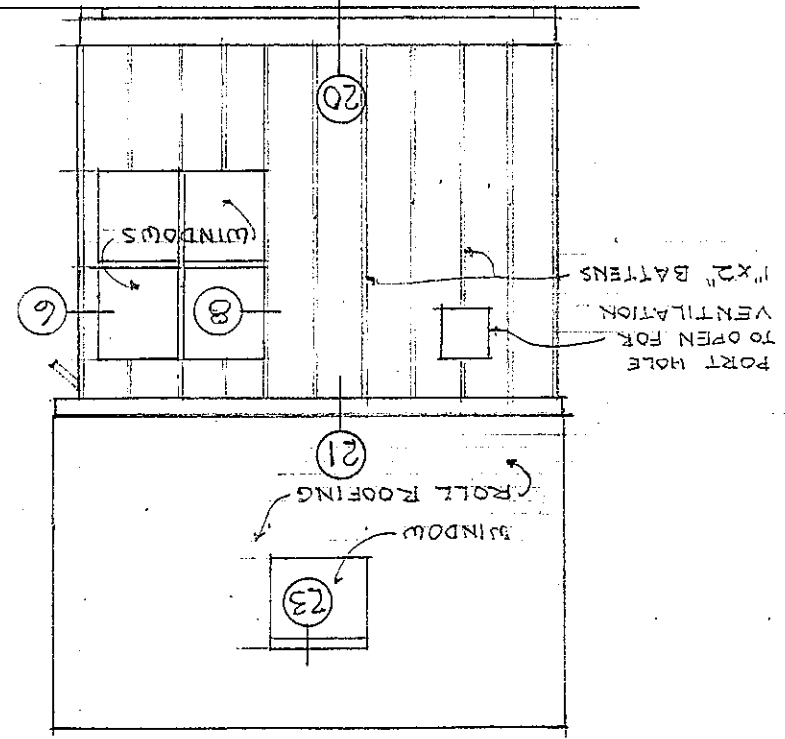 23
WINDOW
ROLL ROOFING
21
PORT HOLE
TO OPEN FOR
VENTILATION
1"x2" BATTENS
8
9
WINDOWS
20